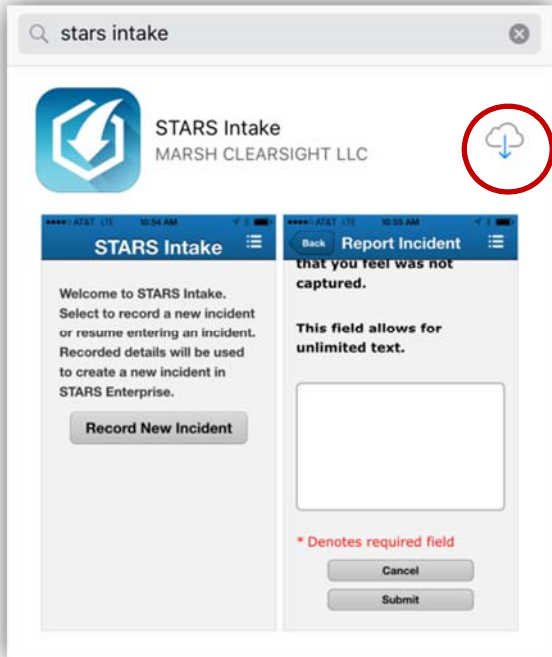 stars intake
STARS Intake
MARSH CLEARSIGHT LLC
AT&T LTE 10:54 AM
STARS Intake
Welcome to STARS Intake.
Select to record a new incident
or resume entering an incident.
Recorded details will be used
to create a new incident in
STARS Enterprise.
Record New Incident
AT&T LTE 10:55 AM
Back Report Incident
that you feel was not
captured.
This field allows for
unlimited text.
* Denotes required field
Cancel
Submit